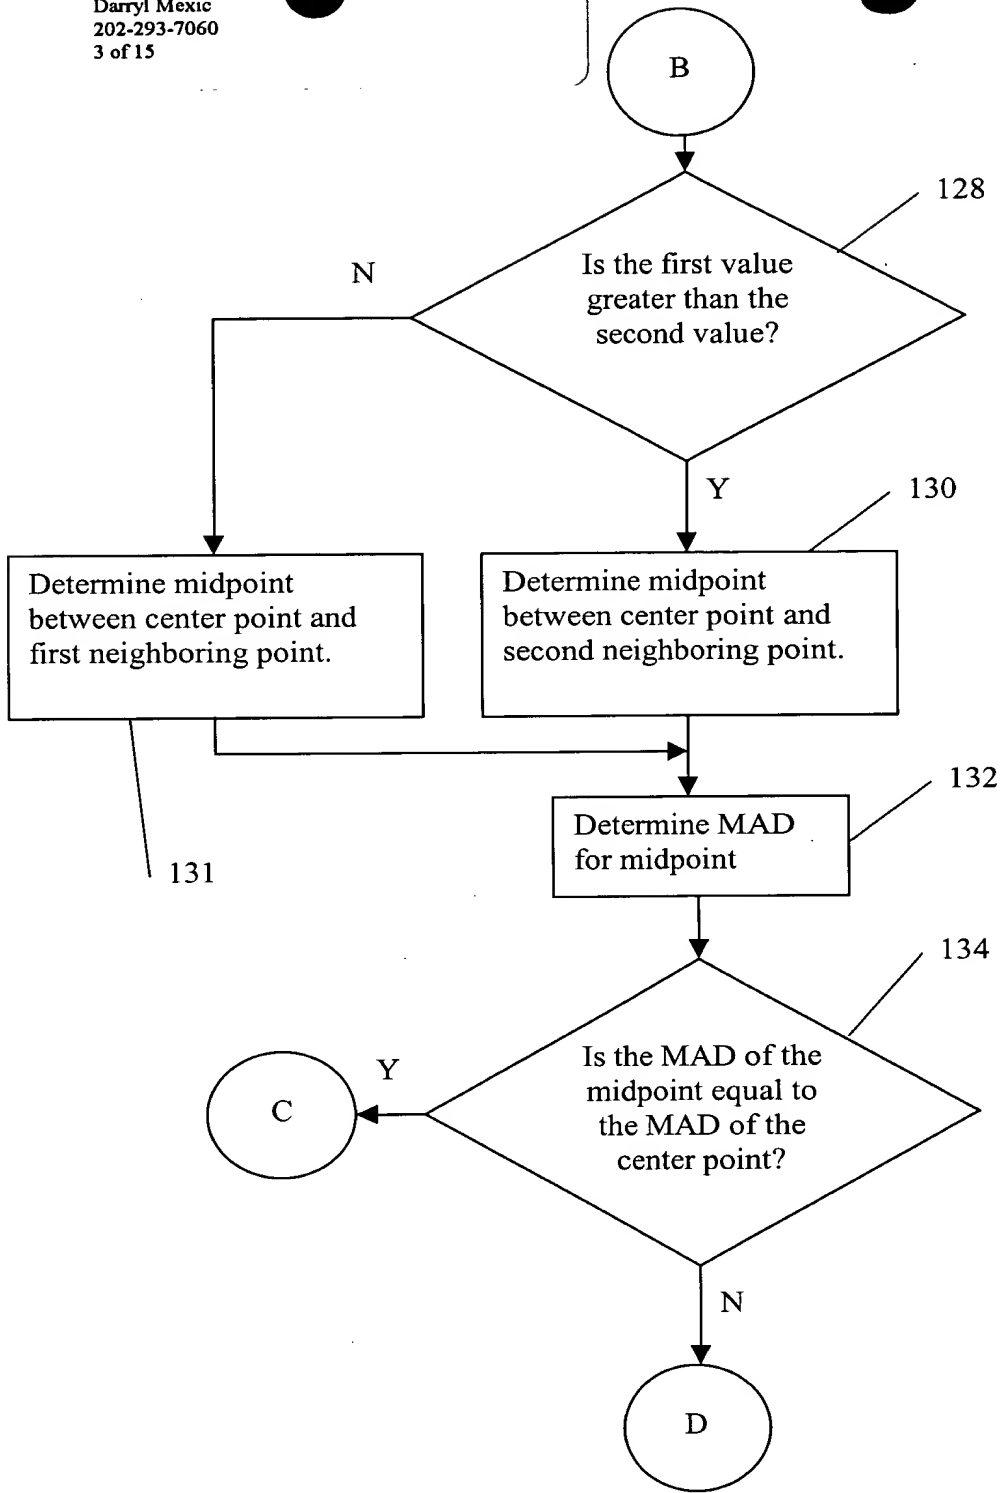 Darryl Mexic
202-293-7060
3 of 15
B
128
Is the first value
greater than the
second value?
N
Y
130
Determine midpoint
between center point and
first neighboring point.
Determine midpoint
between center point and
second neighboring point.
132
Determine MAD
for midpoint
131
134
Is the MAD of the
midpoint equal to
the MAD of the
center point?
Y
C
N
D